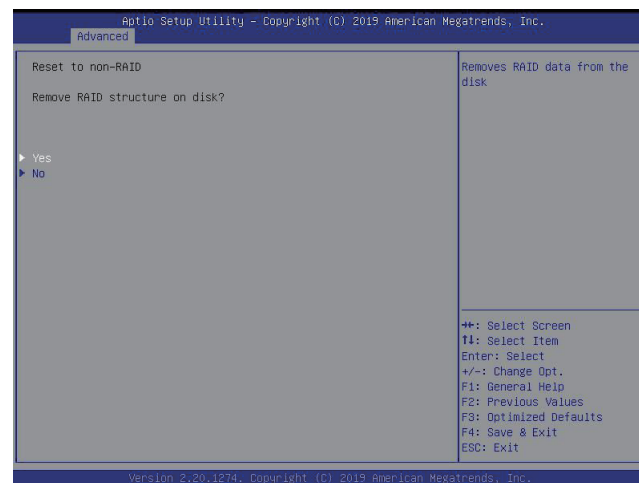 Aptio Setup Utility – Copyright (C) 2019 American Megatrends, Inc.
Advanced
Reset to non-RAID
Remove RAID structure on disk?
Yes
No
Removes RAID data from the
disk
→←: Select Screen
↑↓: Select Item
Enter: Select
+/-: Change Opt.
F1: General Help
F2: Previous Values
F3: Optimized Defaults
F4: Save & Exit
ESC: Exit
Version 2.20.1274. Copyright (C) 2019 American Megatrends, Inc.